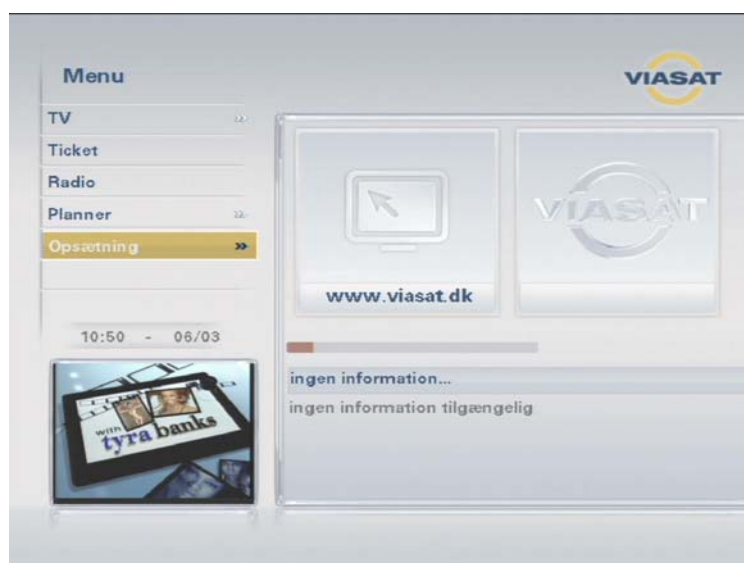 Menu
VIASAT
TV
Ticket
Radio
Planner
Opsætning
VIASAT
www.viasat.dk
10:50 - 06/03
ingen information...
ingen information tilgængelig
with
tyra banks